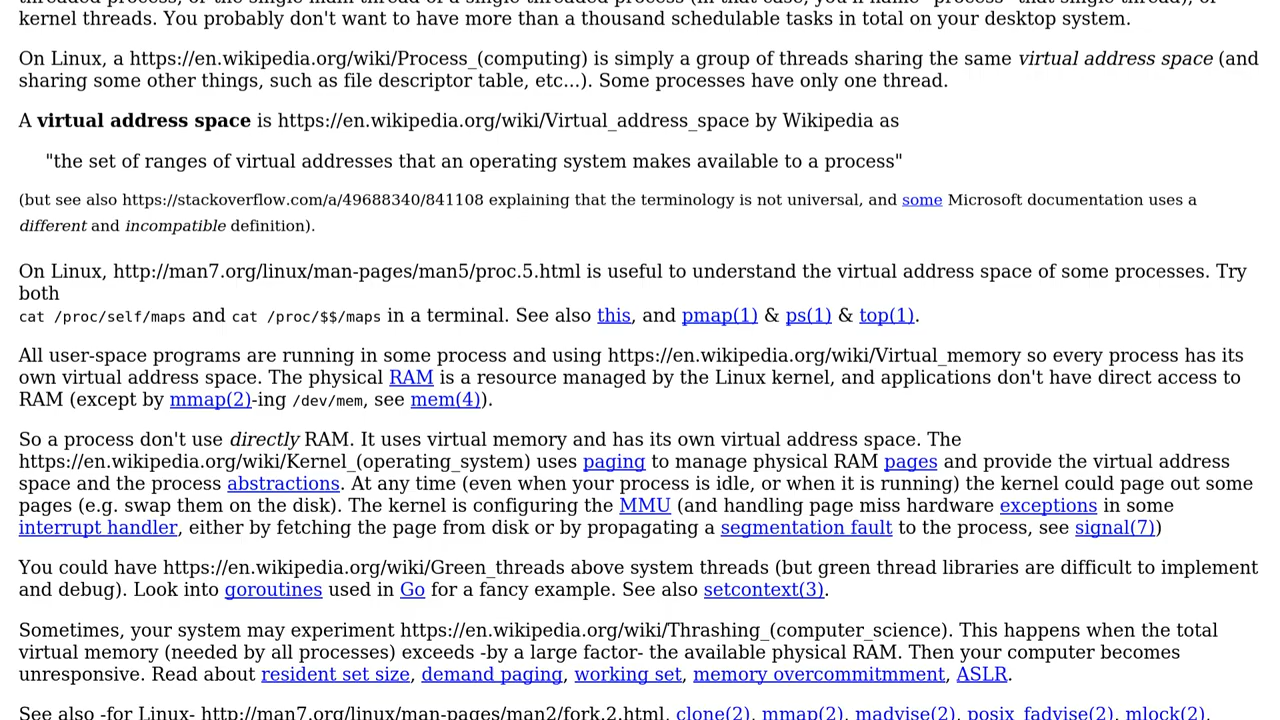 threaded process, or the single main thread of a single threaded process (in that case, you'll name "process" that single thread), or
kernel threads. You probably don't want to have more than a thousand schedulable tasks in total on your desktop system.
On Linux, a https://en.wikipedia.org/wiki/Process_(computing) is simply a group of threads sharing the same virtual address space (and
sharing some other things, such as file descriptor table, etc...). Some processes have only one thread.
A virtual address space is https://en.wikipedia.org/wiki/Virtual_address_space by Wikipedia as
"the set of ranges of virtual addresses that an operating system makes available to a process"
(but see also https://stackoverflow.com/a/49688340/841108 explaining that the terminology is not universal, and some Microsoft documentation uses a
different and incompatible definition).
On Linux, http://man7.org/linux/man-pages/man5/proc.5.html is useful to understand the virtual address space of some processes. Try
both
cat /proc/self/maps and cat /proc/$$/maps in a terminal. See also this, and pmap(1) & ps(1) & top(1).
All user-space programs are running in some process and using https://en.wikipedia.org/wiki/Virtual_memory so every process has its
own virtual address space. The physical RAM is a resource managed by the Linux kernel, and applications don't have direct access to
RAM (except by mmap(2)-ing /dev/mem, see mem(4)).
So a process don't use directly RAM. It uses virtual memory and has its own virtual address space. The
https://en.wikipedia.org/wiki/Kernel_(operating_system) uses paging to manage physical RAM pages and provide the virtual address
space and the process abstractions. At any time (even when your process is idle, or when it is running) the kernel could page out some
pages (e.g. swap them on the disk). The kernel is configuring the MMU (and handling page miss hardware exceptions in some
interrupt handler, either by fetching the page from disk or by propagating a segmentation fault to the process, see signal(7))
You could have https://en.wikipedia.org/wiki/Green_threads above system threads (but green thread libraries are difficult to implement
and debug). Look into goroutines used in Go for a fancy example. See also setcontext(3).
Sometimes, your system may experiment https://en.wikipedia.org/wiki/Thrashing_(computer_science). This happens when the total
virtual memory (needed by all processes) exceeds -by a large factor- the available physical RAM. Then your computer becomes
unresponsive. Read about resident set size, demand paging, working set, memory overcommitmment, ASLR.
See also -for Linux- http://man7.org/linux/man-pages/man2/fork.2.html, clone(2), mmap(2), madvise(2), posix_fadvise(2), mlock(2),